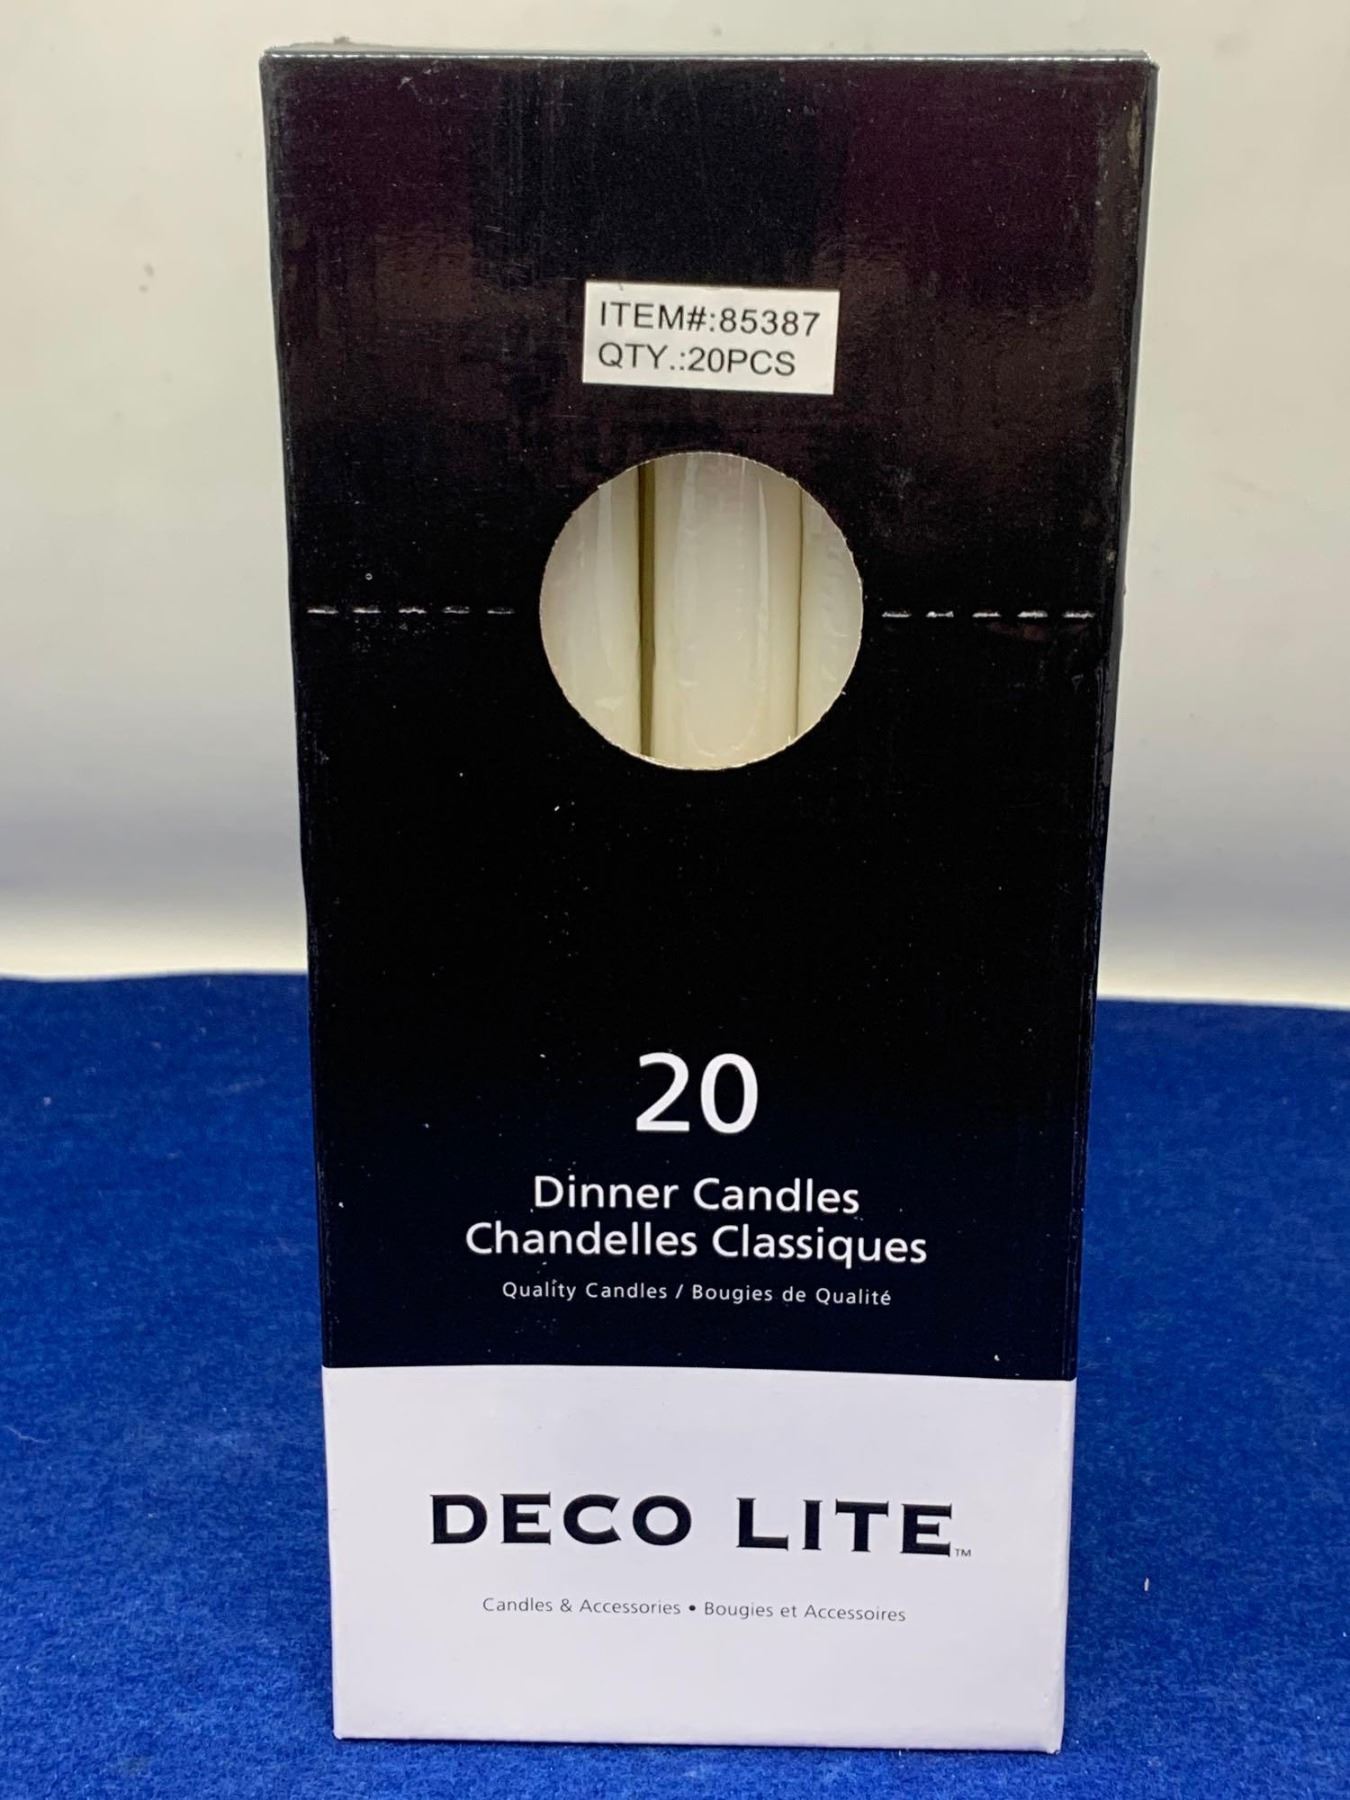 ITEM#:85387
QTY.:20PCS
20
Dinner Candles
Chandelles Classiques
Quality Candles / Bougies de Qualité
DECO LITE™
Candles & Accessories • Bougies et Accessoires